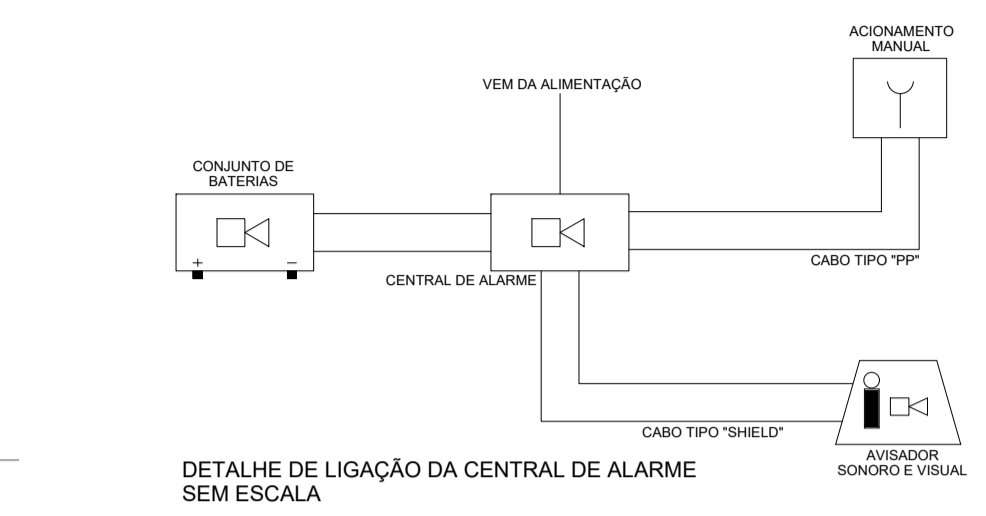 ACIONAMENTO
MANUAL
VEM DA ALIMENTAÇÃO
CONJUNTO DE
BATERIAS
+ −
CABO TIPO "PP"
CENTRAL DE ALARME
CABO TIPO "SHIELD"
AVISADOR
SONORO E VISUAL
DETALHE DE LIGAÇÃO DA CENTRAL DE ALARME
SEM ESCALA